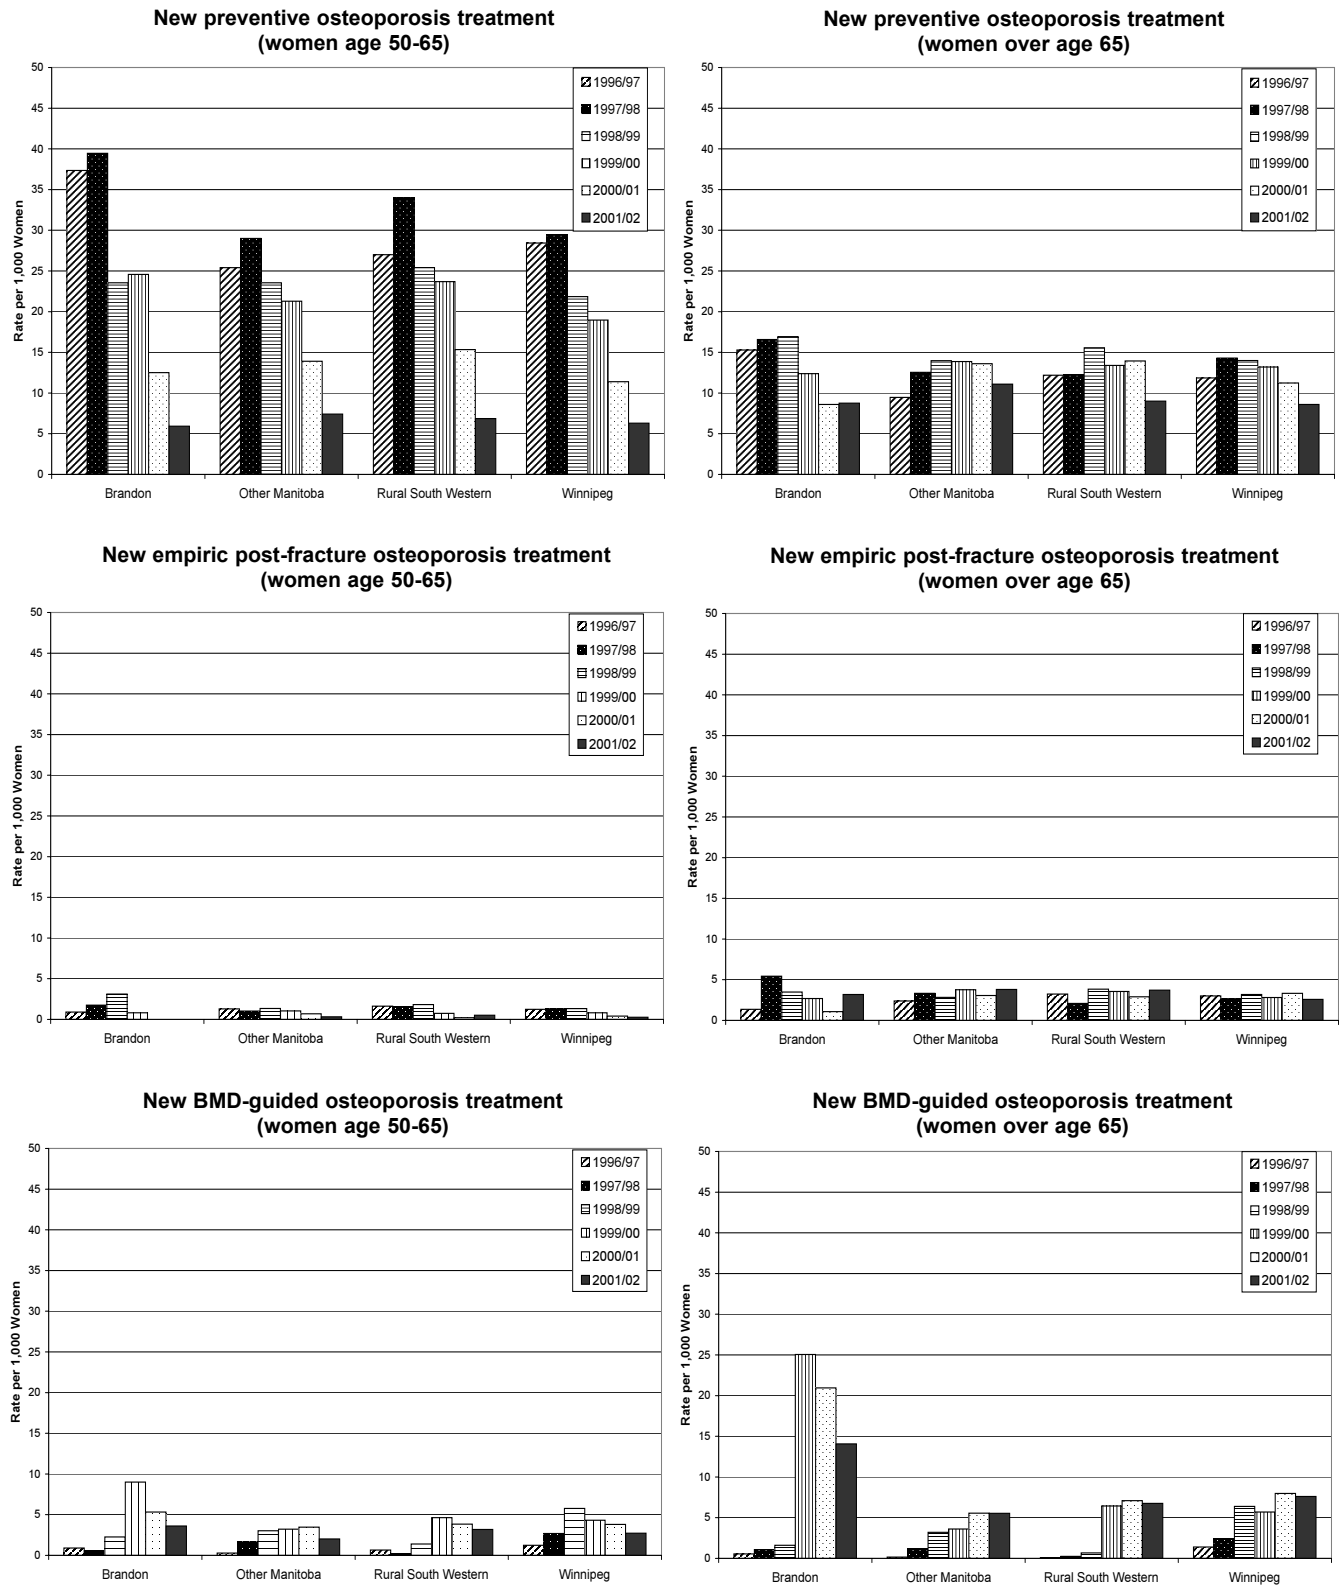 New preventive osteoporosis treatment
(women age 50-65)
50
45
40
35
30
25
20
15
10
5
0
Rate per 1,000 Women
1996/97
1997/98
1998/99
1999/00
2000/01
2001/02
Brandon
Other Manitoba
Rural South Western
Winnipeg
New preventive osteoporosis treatment
(women over age 65)
50
45
40
35
30
25
20
15
10
5
0
Rate per 1,000 Women
1996/97
1997/98
1998/99
1999/00
2000/01
2001/02
Brandon
Other Manitoba
Rural South Western
Winnipeg
New empiric post-fracture osteoporosis treatment
(women age 50-65)
50
45
40
35
30
25
20
15
10
5
0
Rate per 1,000 Women
1996/97
1997/98
1998/99
1999/00
2000/01
2001/02
Brandon
Other Manitoba
Rural South Western
Winnipeg
New empiric post-fracture osteoporosis treatment
(women over age 65)
50
45
40
35
30
25
20
15
10
5
0
Rate per 1,000 Women
1996/97
1997/98
1998/99
1999/00
2000/01
2001/02
Brandon
Other Manitoba
Rural South Western
Winnipeg
New BMD-guided osteoporosis treatment
(women age 50-65)
50
45
40
35
30
25
20
15
10
5
0
Rate per 1,000 Women
1996/97
1997/98
1998/99
1999/00
2000/01
2001/02
Brandon
Other Manitoba
Rural South Western
Winnipeg
New BMD-guided osteoporosis treatment
(women over age 65)
50
45
40
35
30
25
20
15
10
5
0
Rate per 1,000 Women
1996/97
1997/98
1998/99
1999/00
2000/01
2001/02
Brandon
Other Manitoba
Rural South Western
Winnipeg